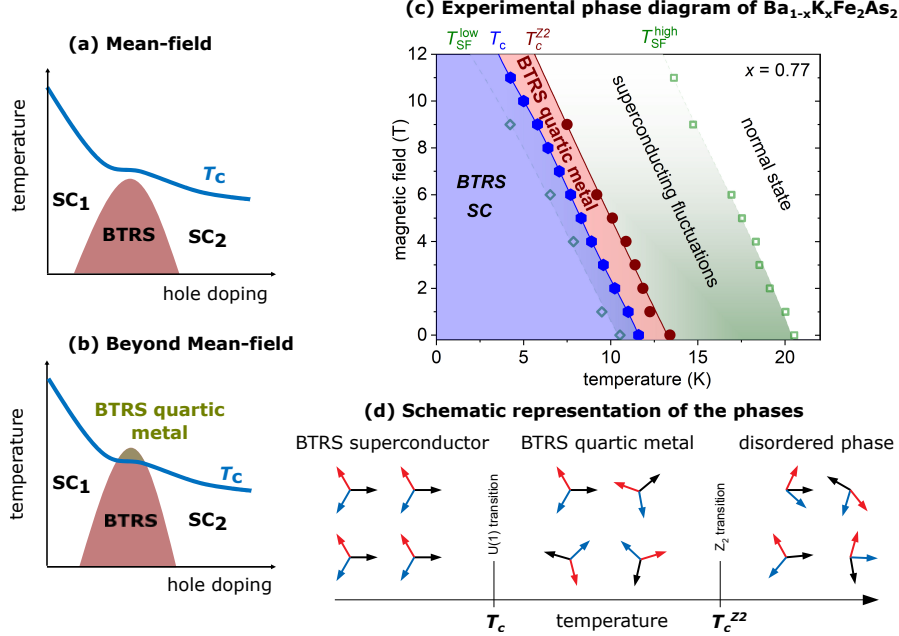 (a) Mean-field
temperature
Tc
SC1
BTRS
SC2
hole doping
(b) Beyond Mean-field
temperature
BTRS quartic
metal
Tc
SC1
BTRS
SC2
hole doping
(c) Experimental phase diagram of Ba1-xKxFe2As2
TSFlow Tc TcZ2 TSFhigh
x = 0.77
magnetic field (T)
12
10
8
6
4
2
0
BTRS
SC
BTRS quartic metal
superconducting fluctuations
normal state
0 5 10 15 20
temperature (K)
(d) Schematic representation of the phases
BTRS superconductor BTRS quartic metal disordered phase
U(1) transition
Z2 transition
Tc temperature TcZ2